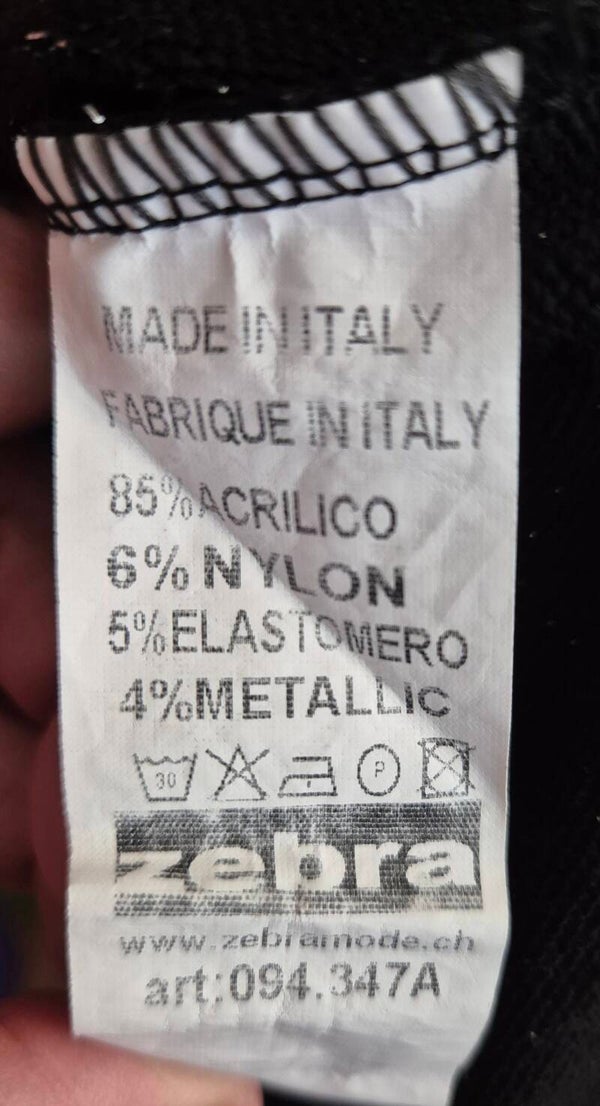 MADE IN ITALY
FABRIQUE IN ITALY
85% ACRILICO
6% NYLON
5% ELASTOMERO
4% METALLIC
30 P
zebra
www.zebramode.ch
art:094.347A